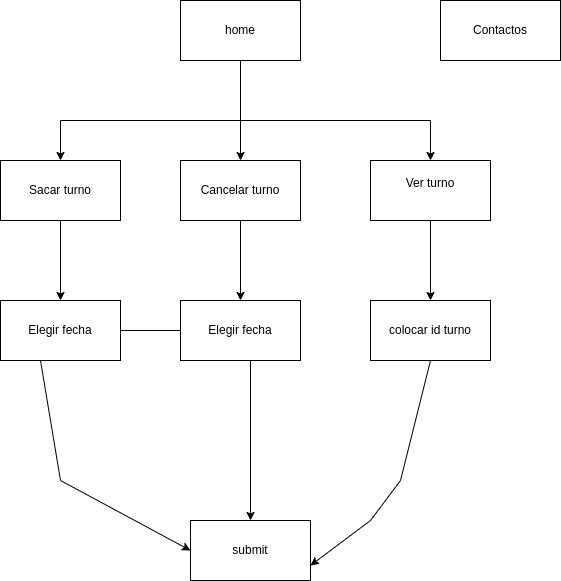 home
Contactos
Sacar turno
Cancelar turno
Ver turno
Elegir fecha
Elegir fecha
colocar id turno
submit